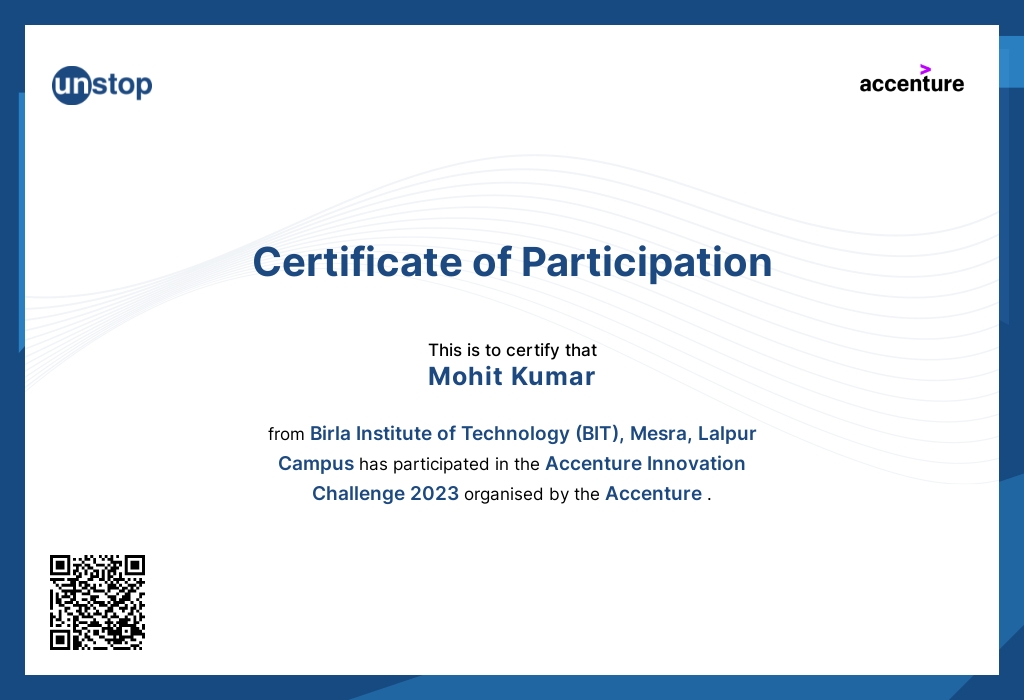 unstop
accenture
Certificate of Participation
This is to certify that
Mohit Kumar
from Birla Institute of Technology (BIT), Mesra, Lalpur
Campus has participated in the Accenture Innovation
Challenge 2023 organised by the Accenture .